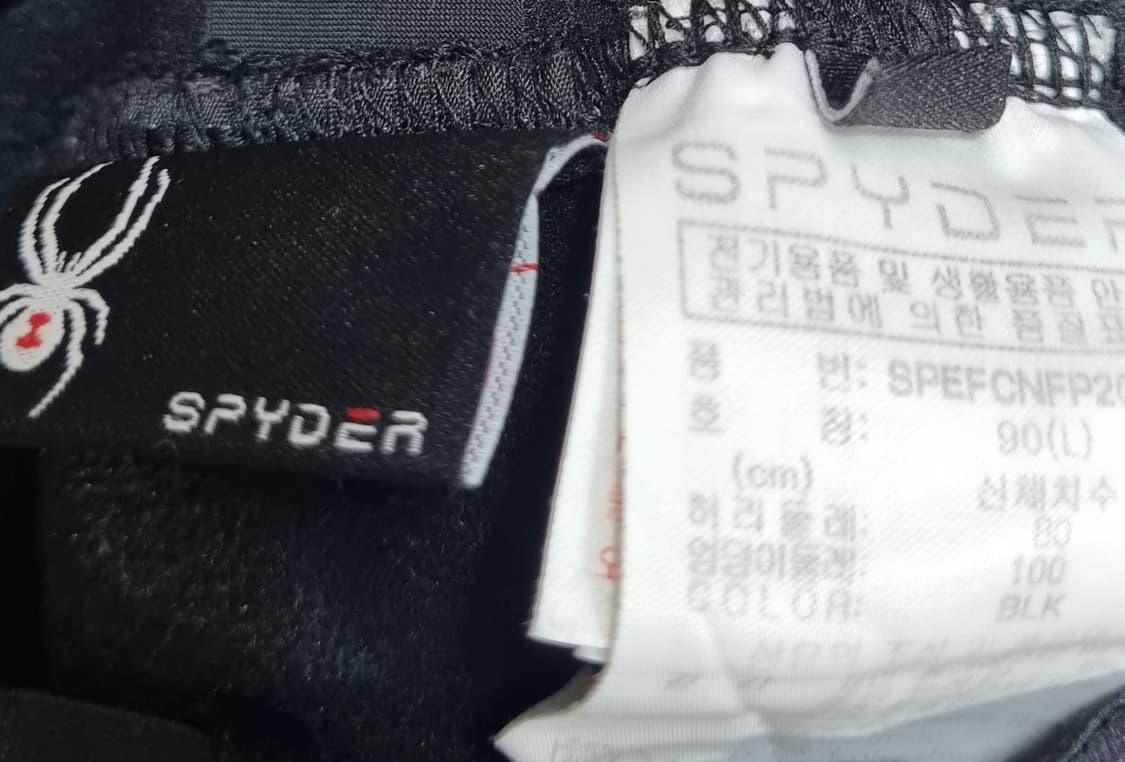 SPYDER
SPYDER
전기용품 및 생활용품 안
관리법에 의한 품질표
품 번: SPEFCNFP20
호 칭: 90(L)
(cm) 신체치수
허리둘레: 80
엉덩이둘레: 100
COLOR: BLK